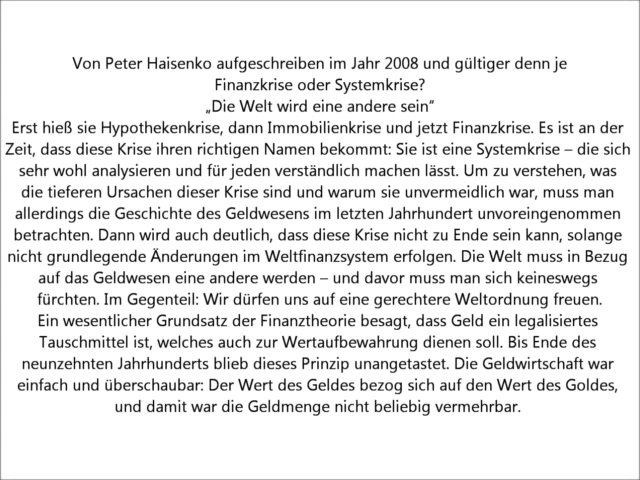 Von Peter Haisenko aufgeschreiben im Jahr 2008 und gültiger denn je
Finanzkrise oder Systemkrise?
„Die Welt wird eine andere sein“
Erst hieß sie Hypothekenkrise, dann Immobilienkrise und jetzt Finanzkrise. Es ist an der
Zeit, dass diese Krise ihren richtigen Namen bekommt: Sie ist eine Systemkrise – die sich
sehr wohl analysieren und für jeden verständlich machen lässt. Um zu verstehen, was
die tieferen Ursachen dieser Krise sind und warum sie unvermeidlich war, muss man
allerdings die Geschichte des Geldwesens im letzten Jahrhundert unvoreingenommen
betrachten. Dann wird auch deutlich, dass diese Krise nicht zu Ende sein kann, solange
nicht grundlegende Änderungen im Weltfinanzsystem erfolgen. Die Welt muss in Bezug
auf das Geldwesen eine andere werden – und davor muss man sich keineswegs
fürchten. Im Gegenteil: Wir dürfen uns auf eine gerechtere Weltordnung freuen.
Ein wesentlicher Grundsatz der Finanztheorie besagt, dass Geld ein legalisiertes
Tauschmittel ist, welches auch zur Wertaufbewahrung dienen soll. Bis Ende des
neunzehnten Jahrhunderts blieb dieses Prinzip unangetastet. Die Geldwirtschaft war
einfach und überschaubar: Der Wert des Geldes bezog sich auf den Wert des Goldes,
und damit war die Geldmenge nicht beliebig vermehrbar.